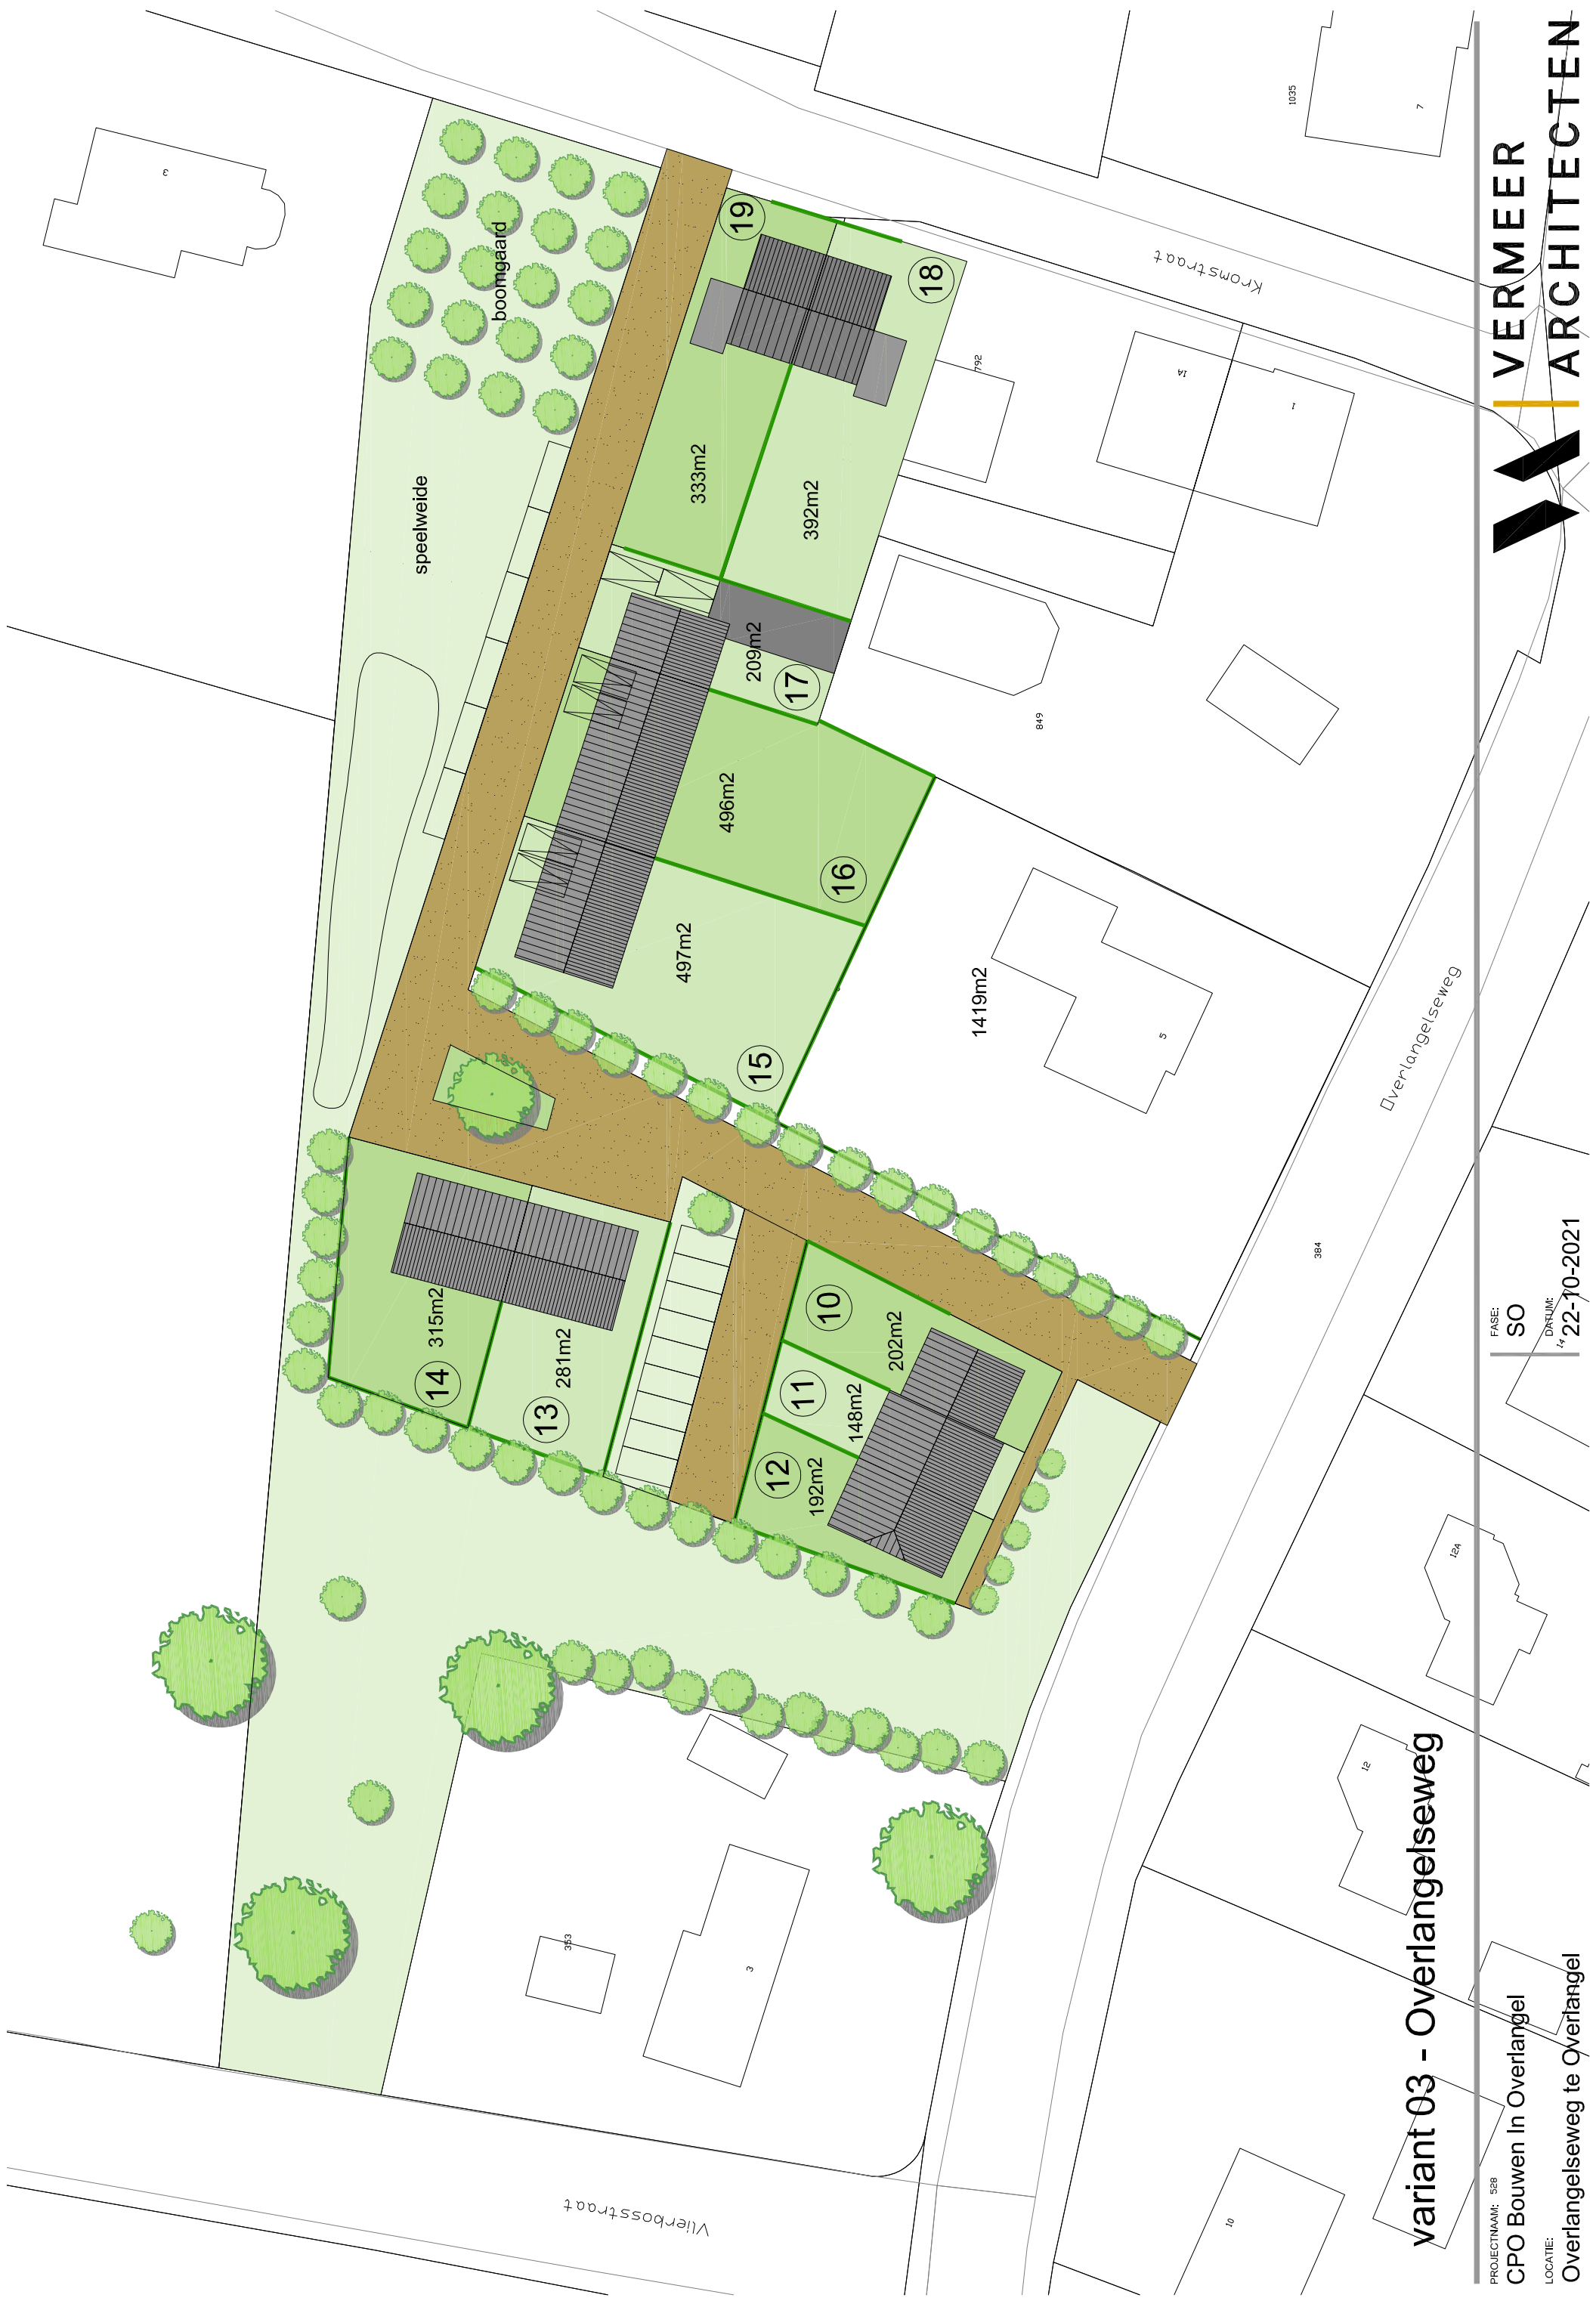 boomgaard
speelweide
19
18
333m2
392m2
209m2
17
496m2
16
497m2
15
1419m2
315m2
14
281m2
13
10
202m2
11
148m2
12
192m2
3
1035
7
792
1A
1
849
5
384
12A
12
10
353
3
14
Kromstraat
Overlangelseweg
Vlierbosstraat
variant 03 - Overlangelseweg
PROJECTNAAM: 528
CPO Bouwen In Overlangel
LOCATIE:
Overlangelseweg te Overlangel
FASE:
SO
DATUM:
22-10-2021
VERMEER
ARCHITECTEN